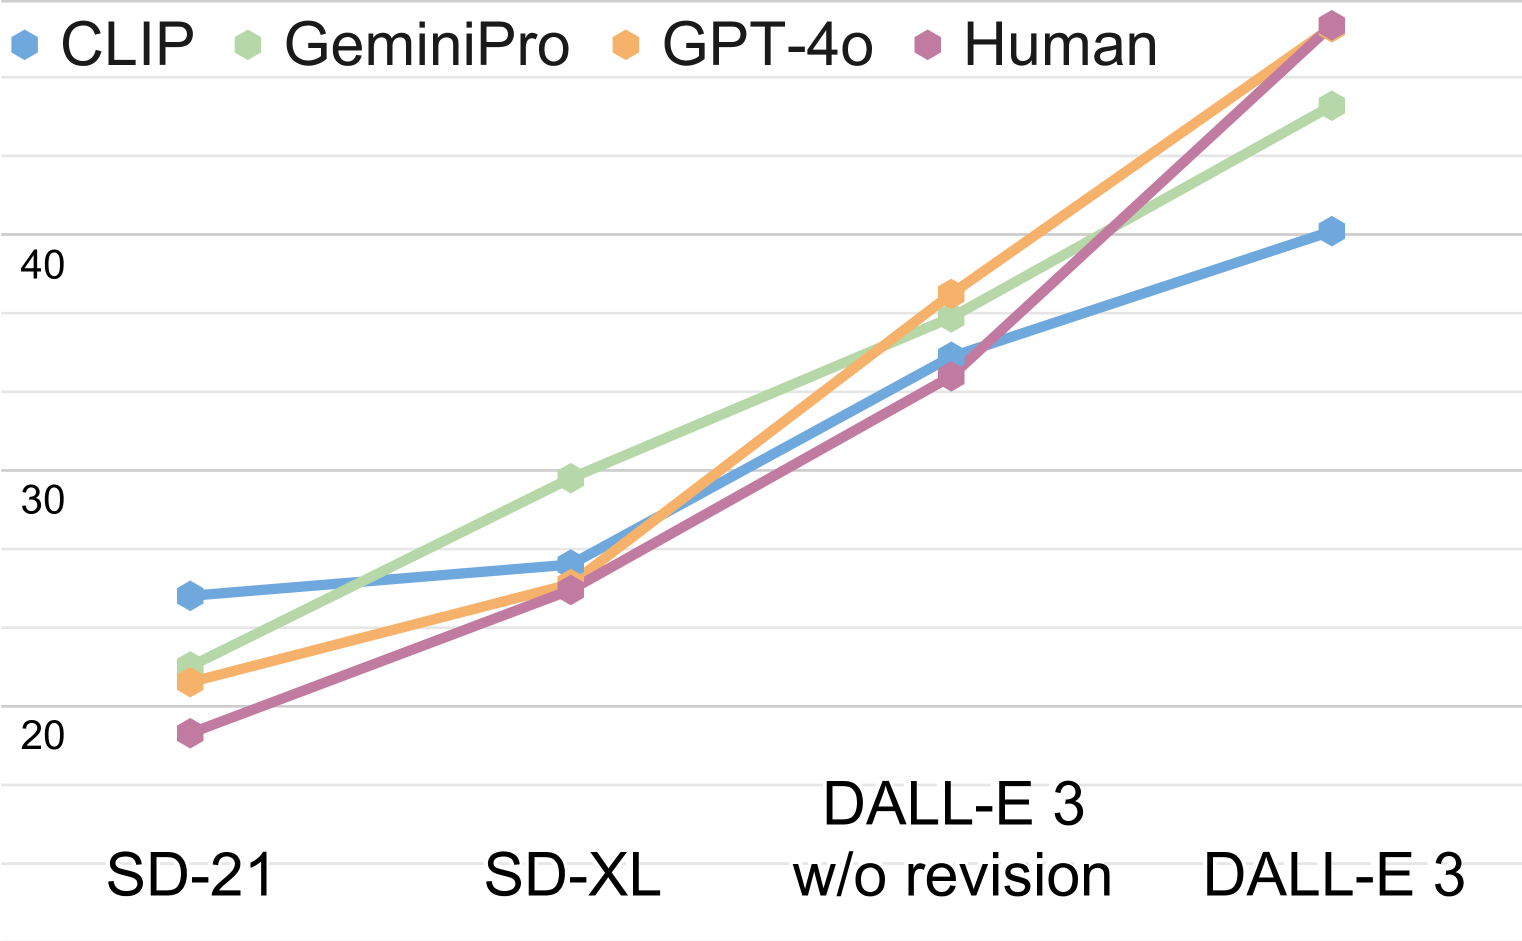 CLIP GeminiPro GPT-4o Human
40
30
20
SD-21 SD-XL DALL-E 3
w/o revision DALL-E 3